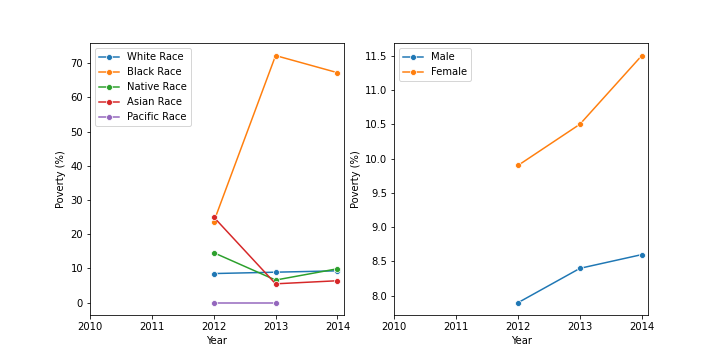 70
60
50
40
30
20
10
0
Poverty (%)
2010 2011 2012 2013 2014
Year
White Race
Black Race
Native Race
Asian Race
Pacific Race
11.5
11.0
10.5
10.0
9.5
9.0
8.5
8.0
Poverty (%)
2010 2011 2012 2013 2014
Year
Male
Female